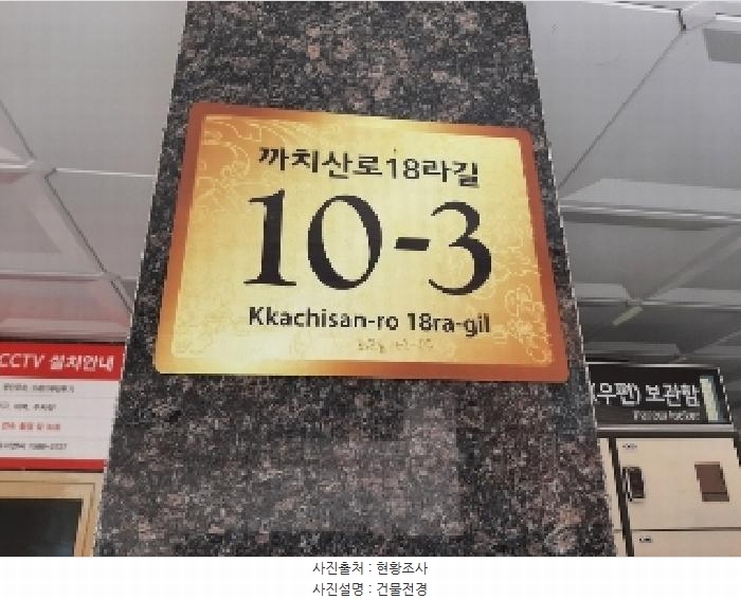 까치산로18라길
10-3
Kkachisan-ro 18ra-gil
CCTV 설치안내
(우편) 보관함
사진출처 : 현황조사
사진설명 : 건물전경